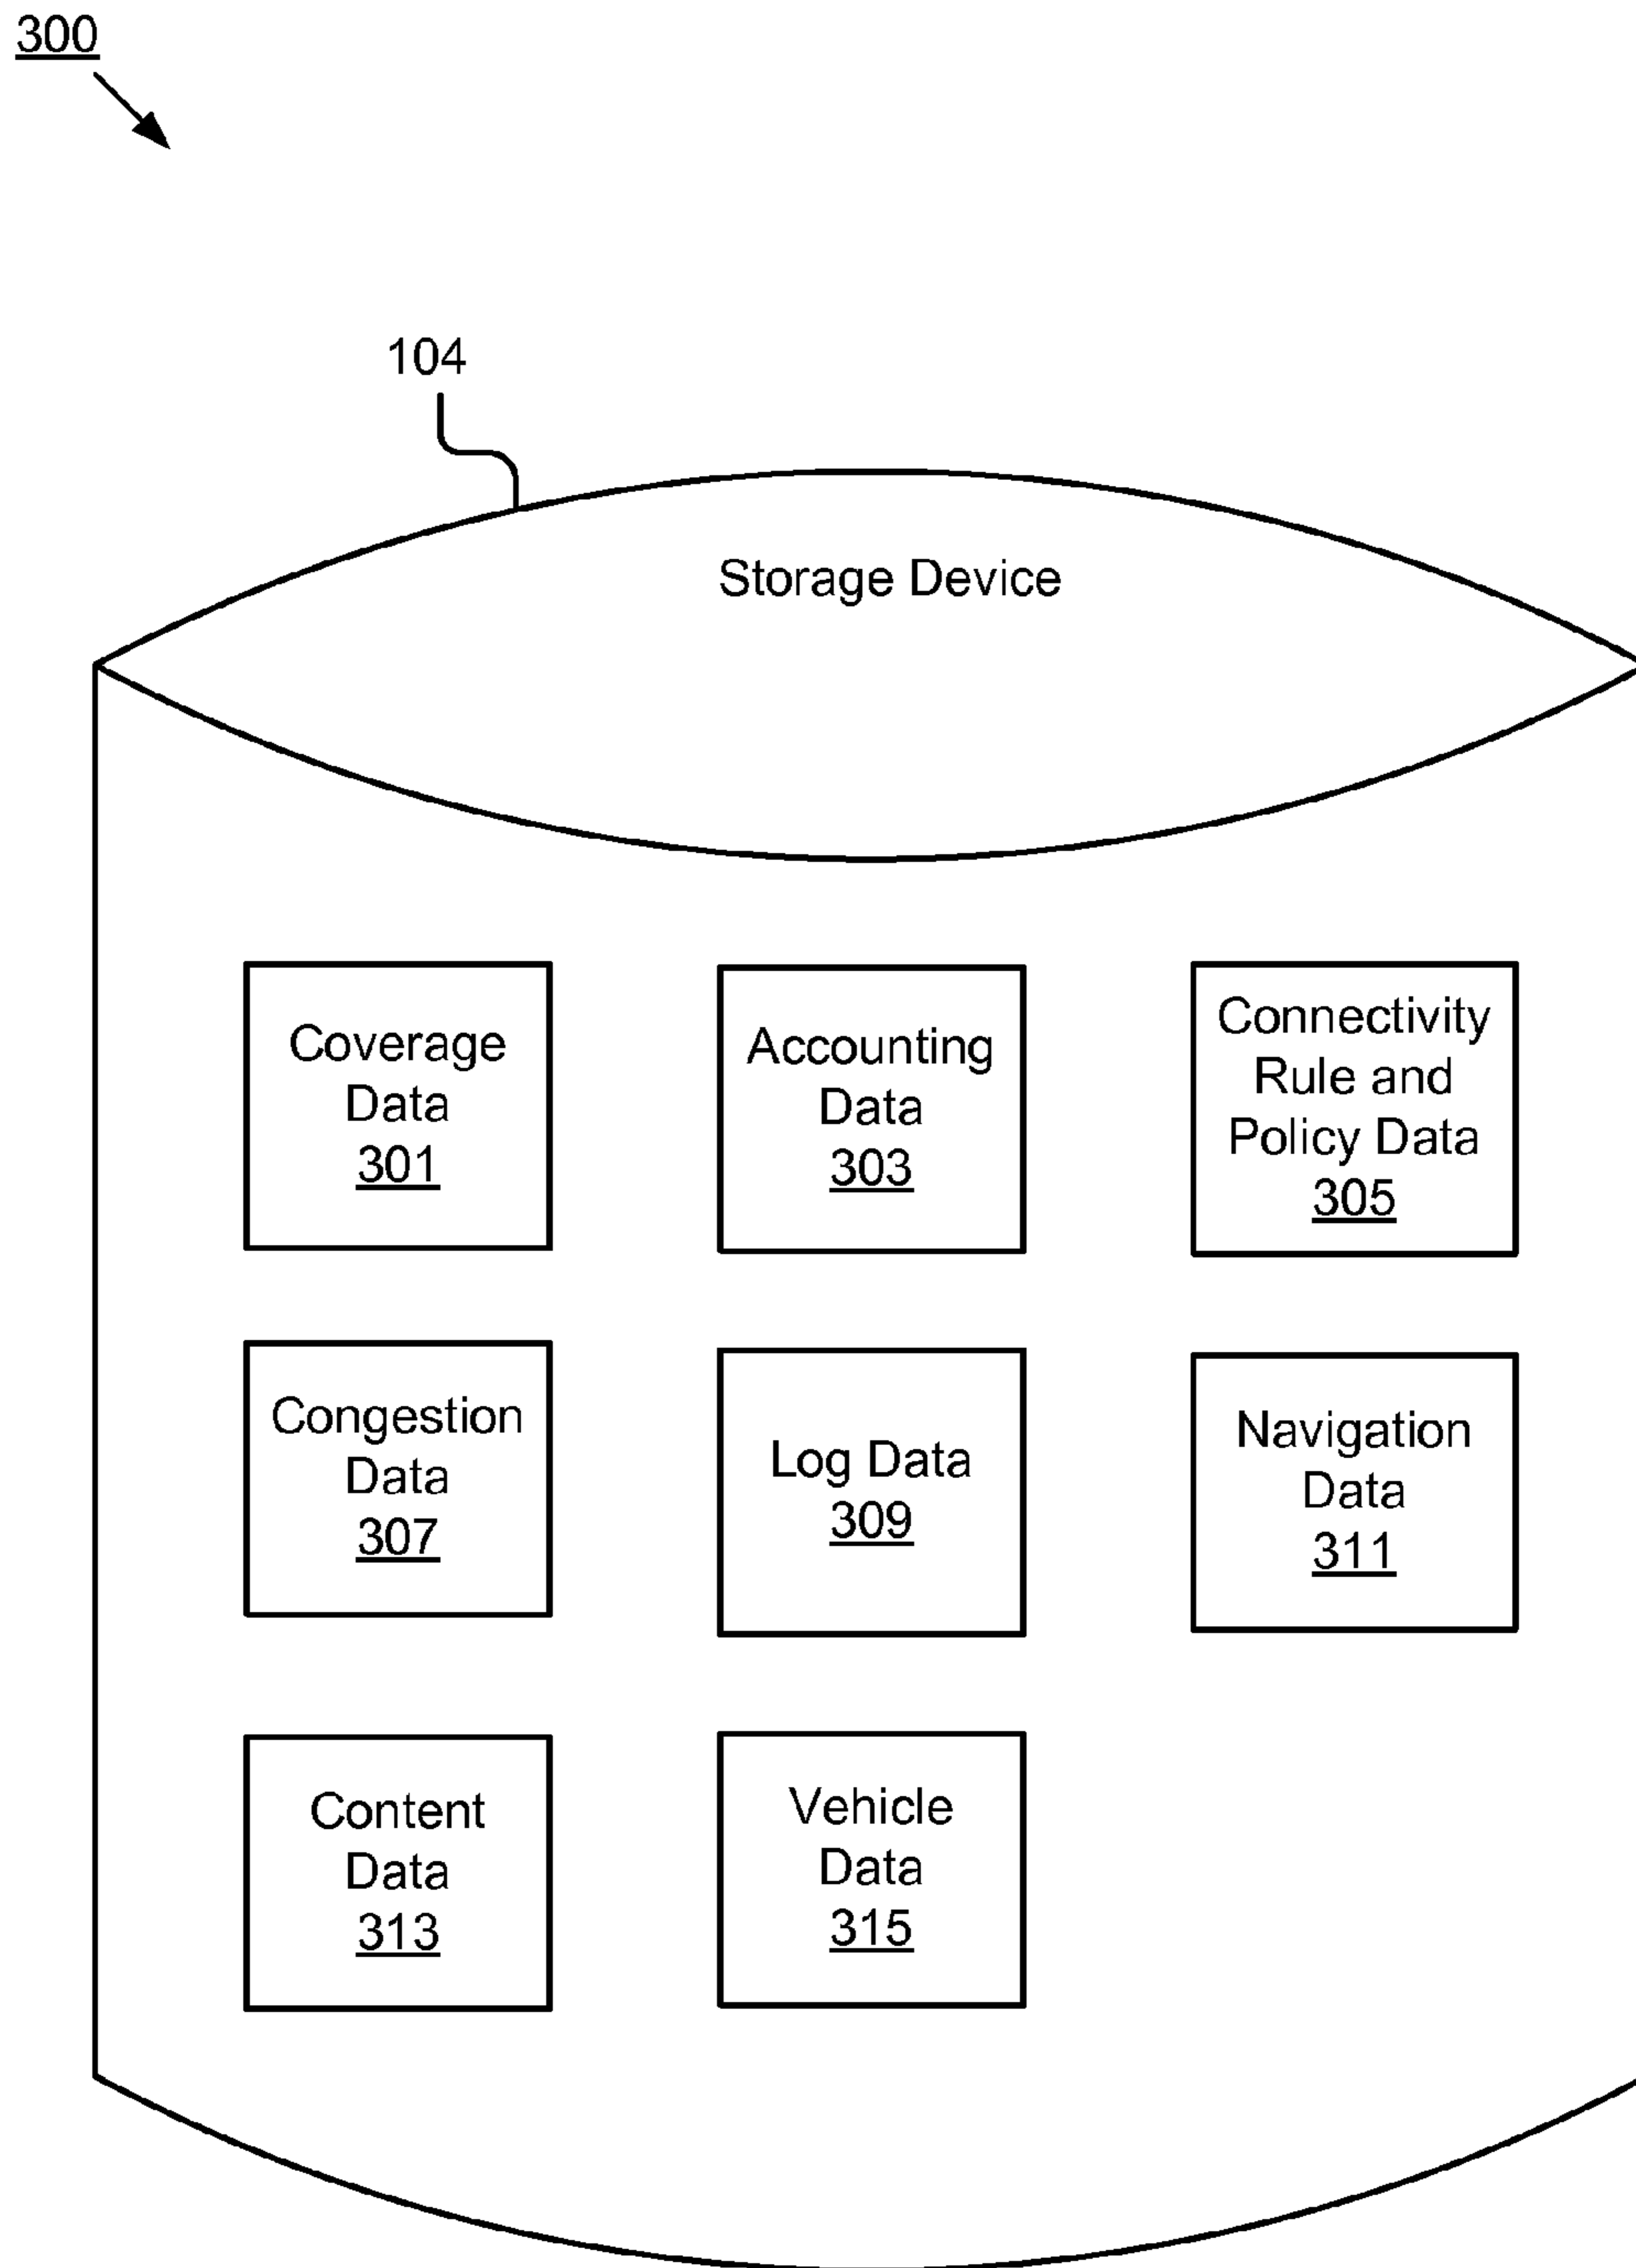 300
104
Storage Device
Coverage
Data
301
Accounting
Data
303
Connectivity
Rule and
Policy Data
305
Congestion
Data
307
Log Data
309
Navigation
Data
311
Content
Data
313
Vehicle
Data
315